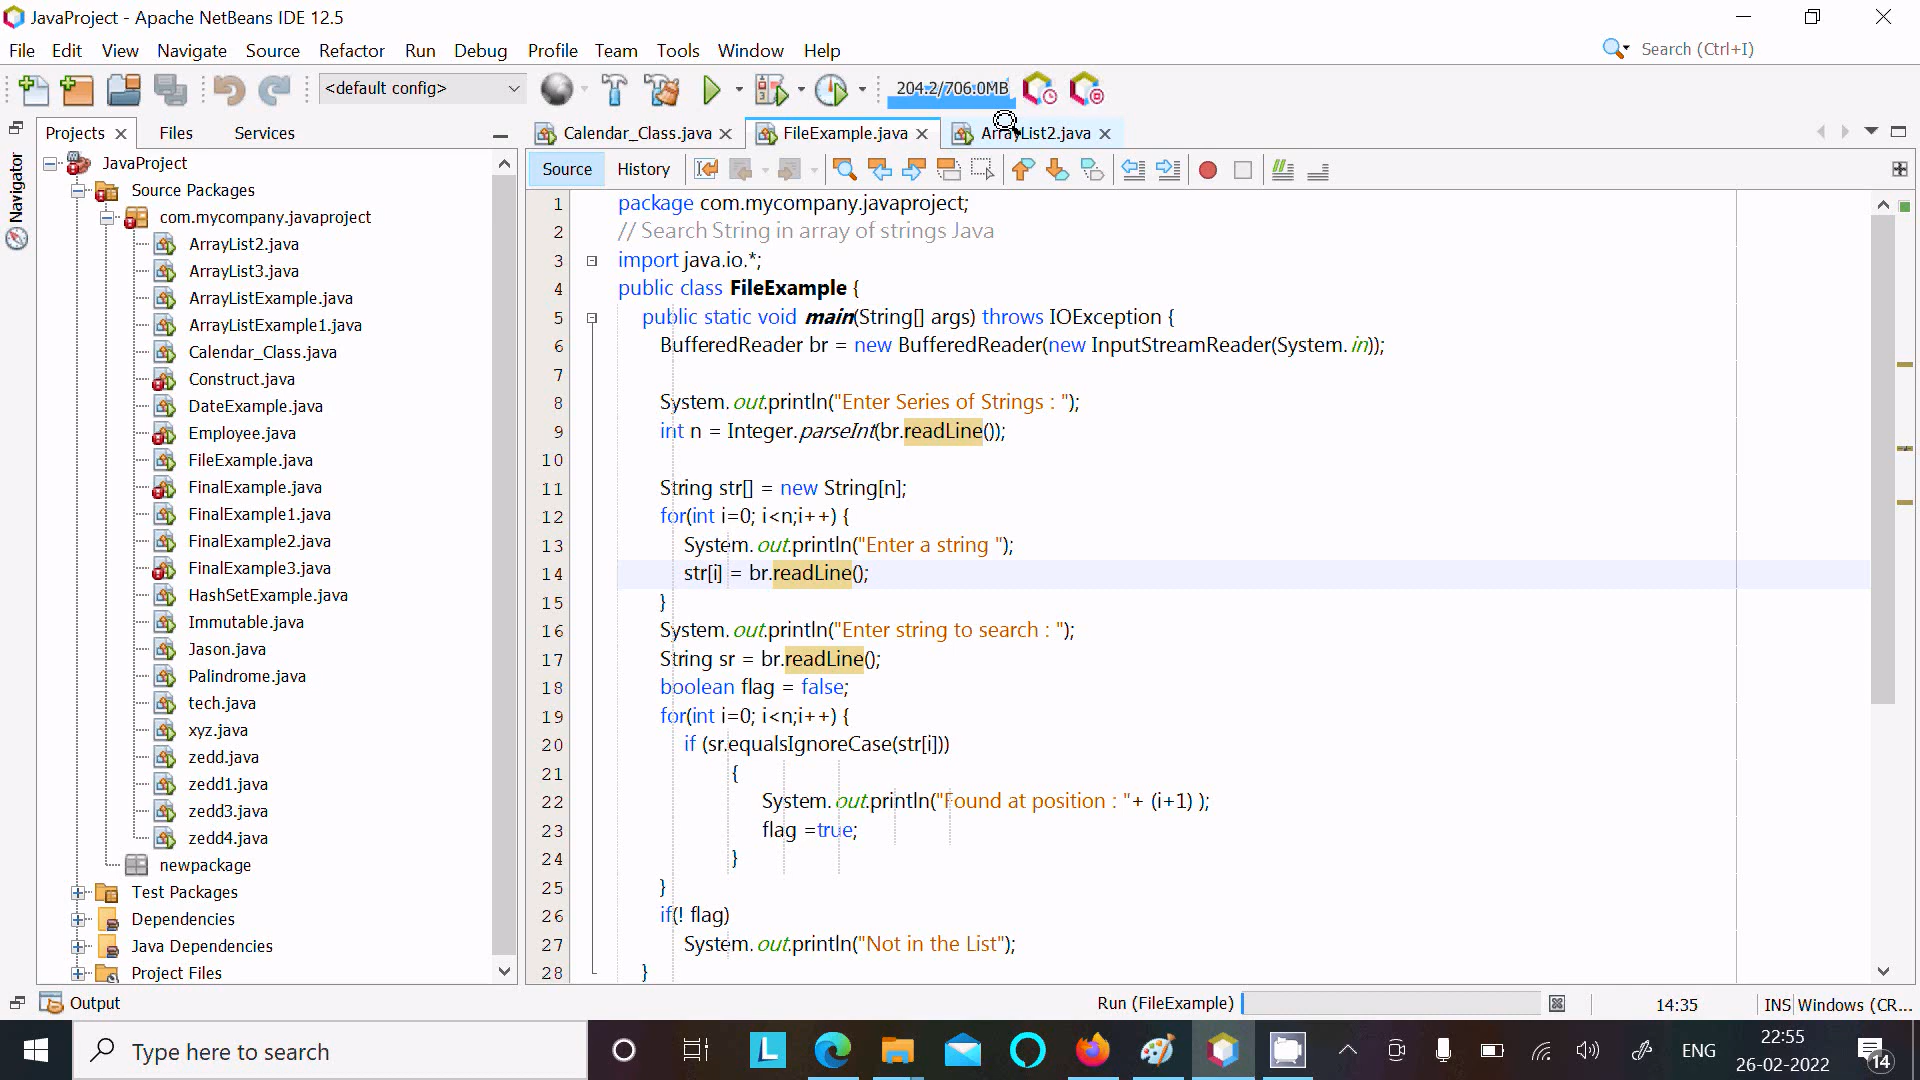 JavaProject - Apache NetBeans IDE 12.5
File Edit View Navigate Source Refactor Run Debug Profile Team Tools Window Help
Search (Ctrl+I)
<default config>
204.2/706.0MB
Projects Files Services
Calendar_Class.java FileExample.java ArrayList2.java
Source History
Navigator
JavaProject
Source Packages
com.mycompany.javaproject
ArrayList2.java
ArrayList3.java
ArrayListExample.java
ArrayListExample1.java
Calendar_Class.java
Construct.java
DateExample.java
Employee.java
FileExample.java
FinalExample.java
FinalExample1.java
FinalExample2.java
FinalExample3.java
HashSetExample.java
Immutable.java
Jason.java
Palindrome.java
tech.java
xyz.java
zedd.java
zedd1.java
zedd3.java
zedd4.java
newpackage
Test Packages
Dependencies
Java Dependencies
Project Files
1 package com.mycompany.javaproject;
2 // Search String in array of strings Java
3 import java.io.*;
4 public class FileExample {
5 public static void main(String[] args) throws IOException {
6 BufferedReader br = new BufferedReader(new InputStreamReader(System.in));
7
8 System.out.println("Enter Series of Strings : ");
9 int n = Integer.parseInt(br.readLine());
10
11 String str[] = new String[n];
12 for(int i=0; i<n;i++) {
13 System.out.println("Enter a string ");
14 str[i] = br.readLine();
15 }
16 System.out.println("Enter string to search : ");
17 String sr = br.readLine();
18 boolean flag = false;
19 for(int i=0; i<n;i++) {
20 if (sr.equalsIgnoreCase(str[i]))
21 {
22 System.out.println("Found at position : "+ (i+1) );
23 flag =true;
24 }
25 }
26 if(! flag)
27 System.out.println("Not in the List");
28 }
Output
Run (FileExample)
14:35
INS
Windows (CR...
Type here to search
L
ENG
22:55
26-02-2022
14